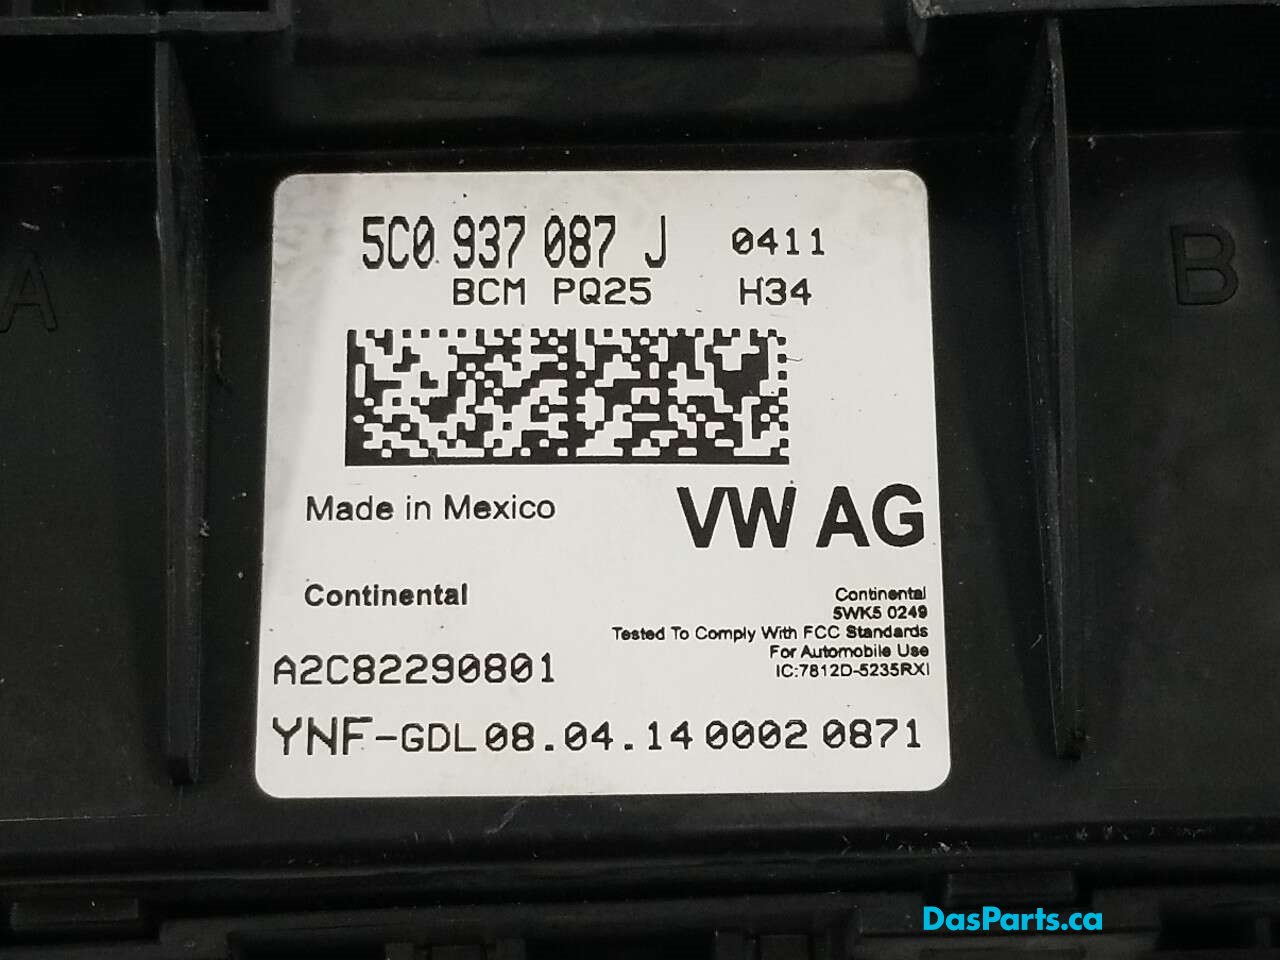 5C0 937 087 J 0411
BCM PQ25 H34
A
B
Made in Mexico
VW AG
Continental
Continental
5WK5 0249
Tested To Comply With FCC Standards
For Automobile Use
IC:7812D-5235RXI
A2C82290801
YNF-GDL 08.04.14 0002 0871
DasParts.ca